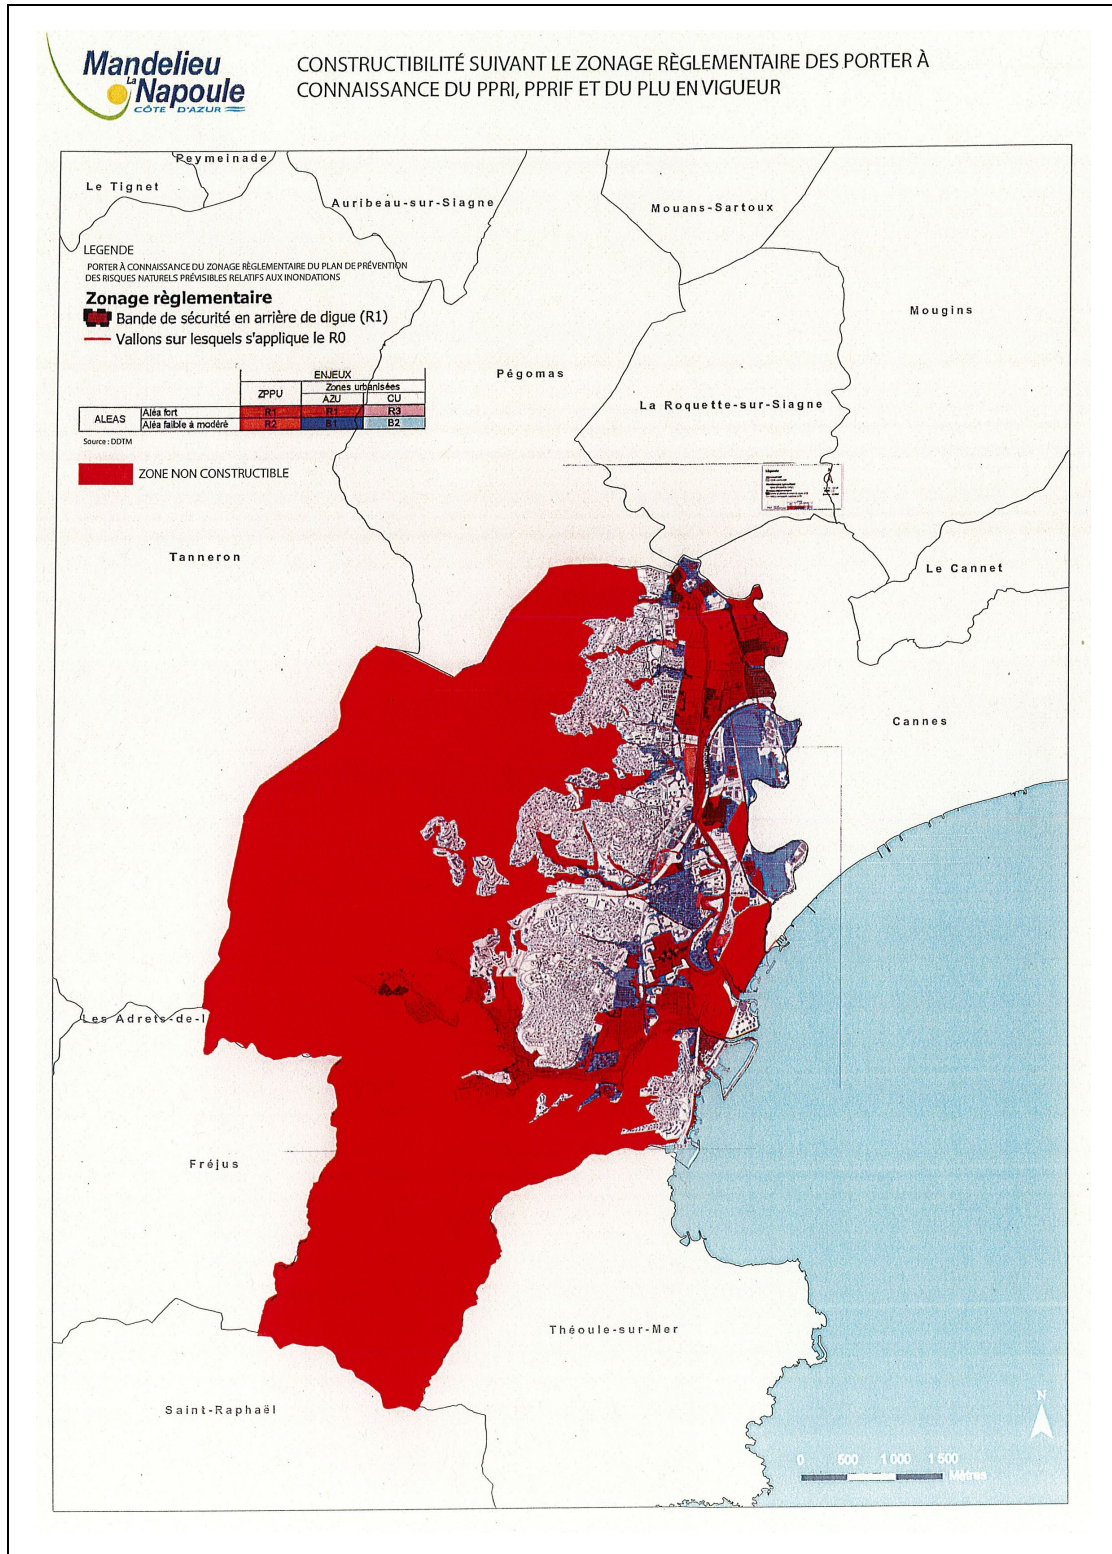 Mandelieu
La Napoule
CÔTE D'AZUR
CONSTRUCTIBILITÉ SUIVANT LE ZONAGE RÈGLEMENTAIRE DES PORTER À
CONNAISSANCE DU PPRI, PPRIF ET DU PLU EN VIGUEUR
Peymeinade
Le Tignet
Auribeau-sur-Siagne
Mouans-Sartoux
LEGENDE
PORTER À CONNAISSANCE DU ZONAGE RÈGLEMENTAIRE DU PLAN DE PRÉVENTION
DES RISQUES NATURELS PRÉVISIBLES RELATIFS AUX INONDATIONS
Zonage règlementaire
Bande de sécurité en arrière de digue (R1)
Vallons sur lesquels s'applique le R0
Mougins
Pégomas
La Roquette-sur-Siagne
ENJEUX
ZPPU
Zones urbanisées
AZU
CU
ALEAS
Aléa fort
R1
R1
R3
Aléa faible à modéré
R2
B1
B2
Source : DDTM
ZONE NON CONSTRUCTIBLE
Tanneron
Le Cannet
Cannes
Les Adrets-de-l
Fréjus
Théoule-sur-Mer
Saint-Raphaël
N
0 500 1 000 1 500
Mètres